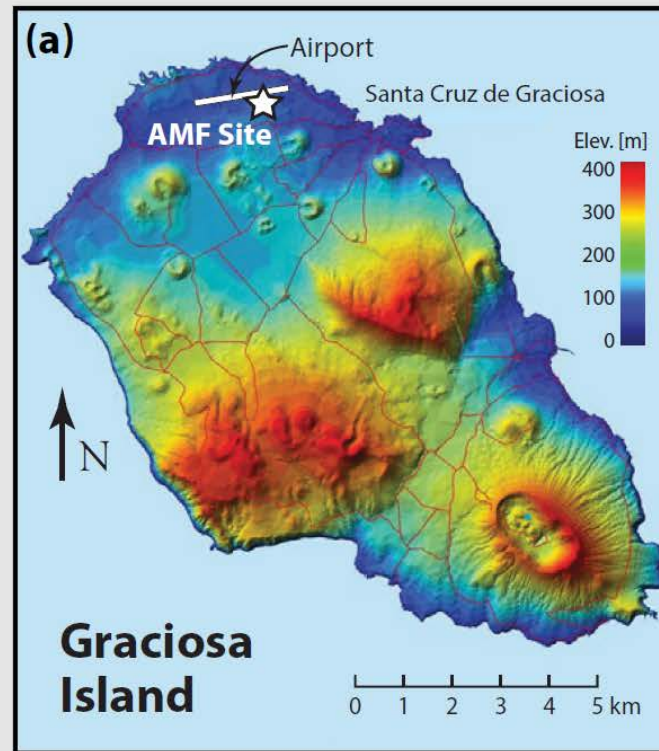 (a)
Airport
Santa Cruz de Graciosa
AMF Site
Elev. [m]
400
300
200
100
0
N
Graciosa
Island
0 1 2 3 4 5 km